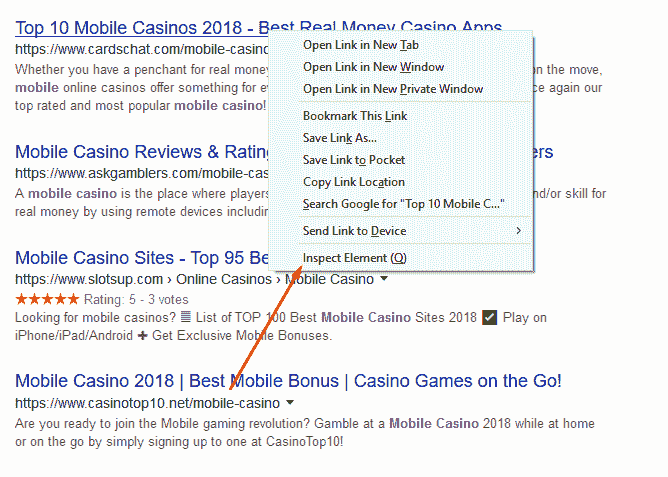 Top 10 Mobile Casinos 2018 - Best Real Money Casino Apps
https://www.cardschat.com/mobile-casino
Whether you have a penchant for real money on the move,
mobile online casinos offer something for ce again our
top rated and most popular mobile casino!
Open Link in New Tab
Open Link in New Window
Open Link in New Private Window
Bookmark This Link
Save Link As...
Save Link to Pocket
Copy Link Location
Search Google for "Top 10 Mobile C..."
Send Link to Device
Inspect Element (Q)
Mobile Casino Reviews & Rating ers
https://www.askgamblers.com/mobile-cas
A mobile casino is the place where players and/or skill for
real money by using remote devices including
Mobile Casino Sites - Top 95 Be
https://www.slotsup.com › Online Casinos › Mobile Casino
★★★★★ Rating: 5 - 3 votes
Looking for mobile casinos? List of TOP 100 Best Mobile Casino Sites 2018 Play on
iPhone/iPad/Android ✚ Get Exclusive Mobile Bonuses.
Mobile Casino 2018 | Best Mobile Bonus | Casino Games on the Go!
https://www.casinotop10.net/mobile-casino
Are you ready to join the Mobile gaming revolution? Gamble at a Mobile Casino 2018 while at home
or on the go by simply signing up to one at CasinoTop10!